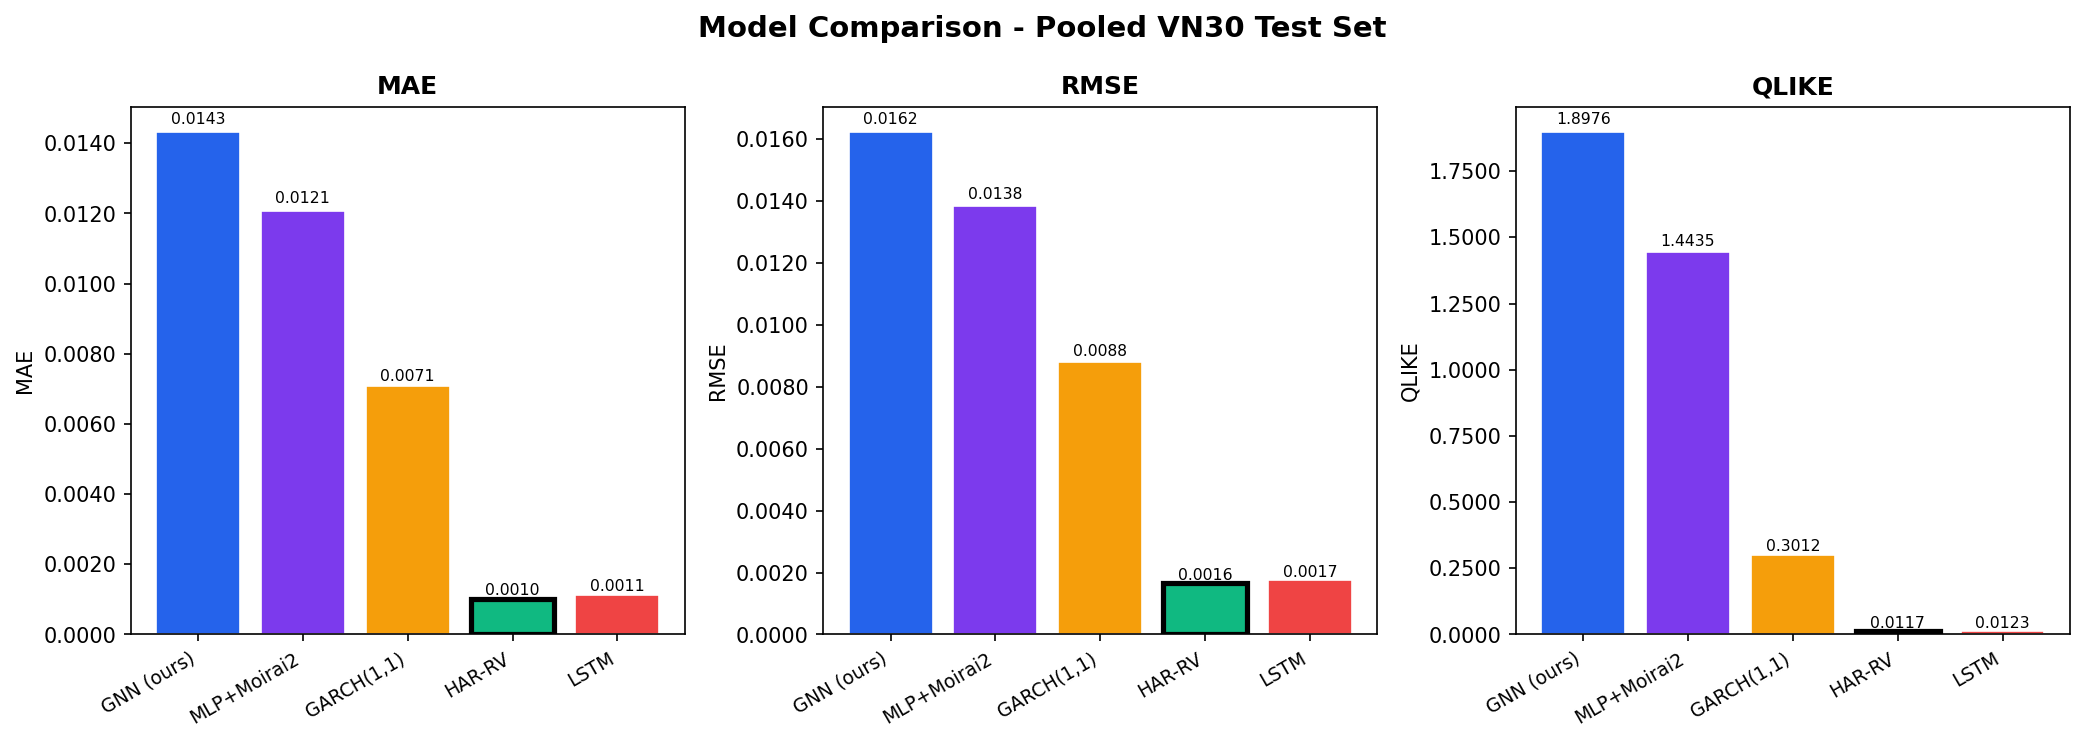 Model Comparison - Pooled VN30 Test Set
MAE
0.0143
0.0121
0.0071
0.0010
0.0011
0.0140
0.0120
0.0100
0.0080
0.0060
0.0040
0.0020
0.0000
MAE
GNN (ours)
MLP+Moirai2
GARCH(1,1)
HAR-RV
LSTM
RMSE
0.0162
0.0138
0.0088
0.0016
0.0017
0.0160
0.0140
0.0120
0.0100
0.0080
0.0060
0.0040
0.0020
0.0000
RMSE
GNN (ours)
MLP+Moirai2
GARCH(1,1)
HAR-RV
LSTM
QLIKE
1.8976
1.4435
0.3012
0.0117
0.0123
1.7500
1.5000
1.2500
1.0000
0.7500
0.5000
0.2500
0.0000
QLIKE
GNN (ours)
MLP+Moirai2
GARCH(1,1)
HAR-RV
LSTM